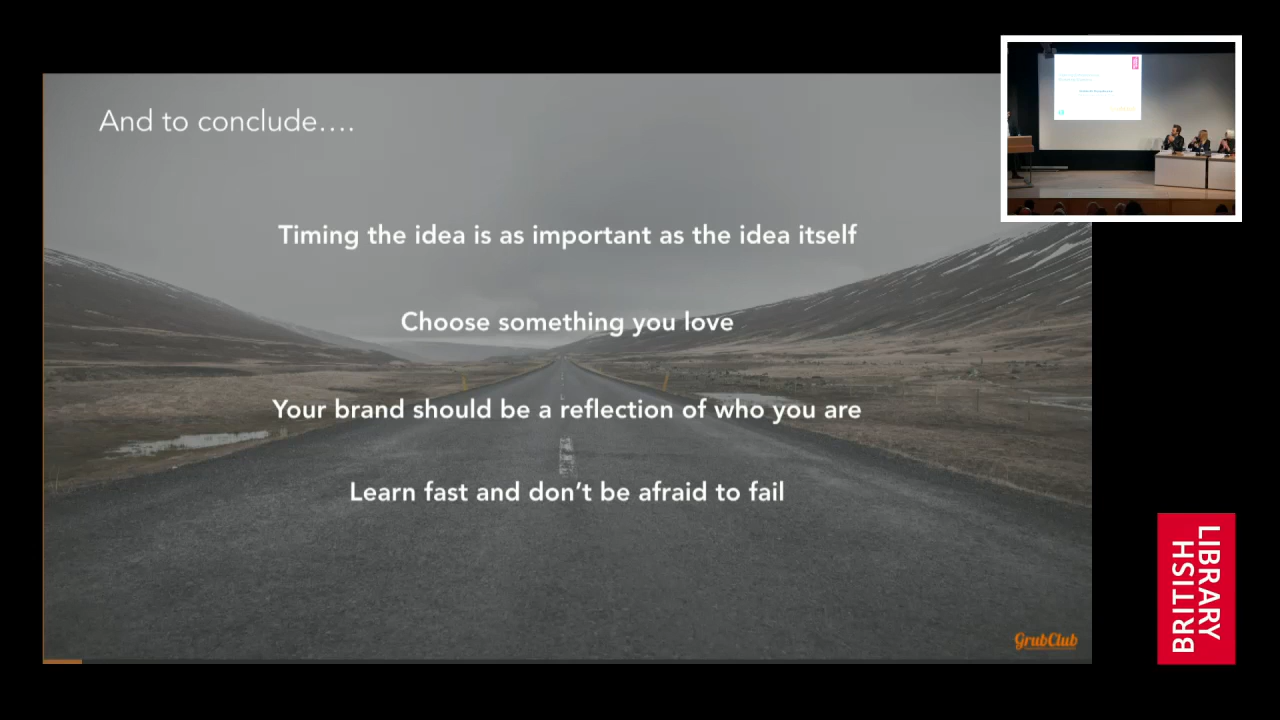 And to conclude....
Timing the idea is as important as the idea itself
Choose something you love
Your brand should be a reflection of who you are
Learn fast and don't be afraid to fail
GrubClub
BRITISH
LIBRARY